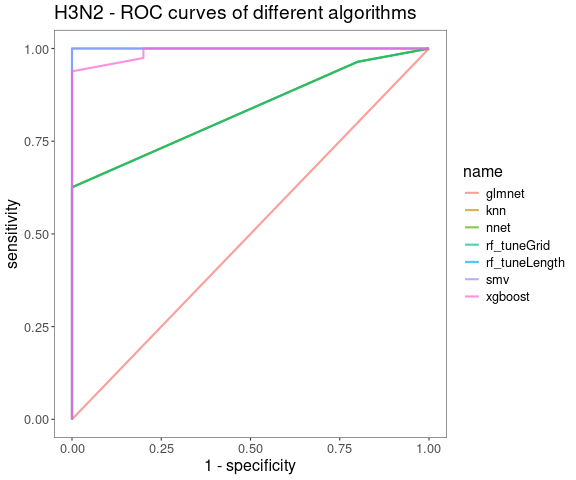 H3N2 - ROC curves of different algorithms
1.00
0.75
0.50
0.25
0.00
sensitivity
0.00 0.25 0.50 0.75 1.00
1 - specificity
name
glmnet
knn
nnet
rf_tuneGrid
rf_tuneLength
smv
xgboost